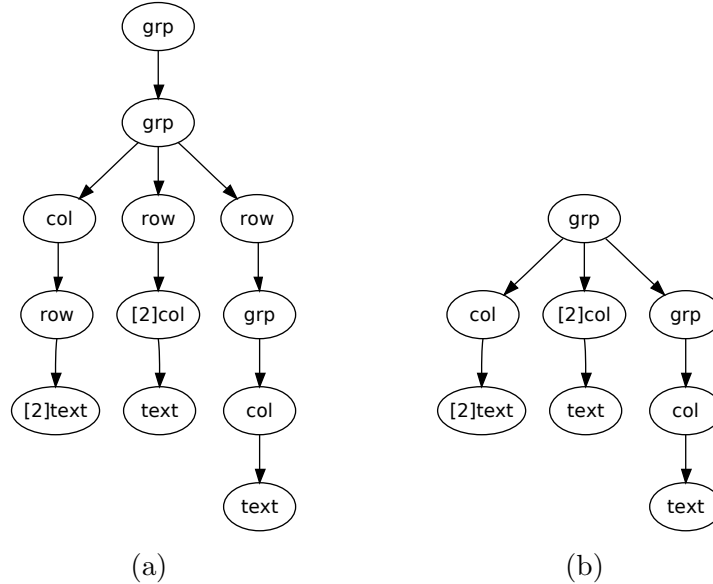 grp
grp
col row row grp
row [2]col grp col [2]col grp
[2]text text col [2]text text col
text text
(a) (b)